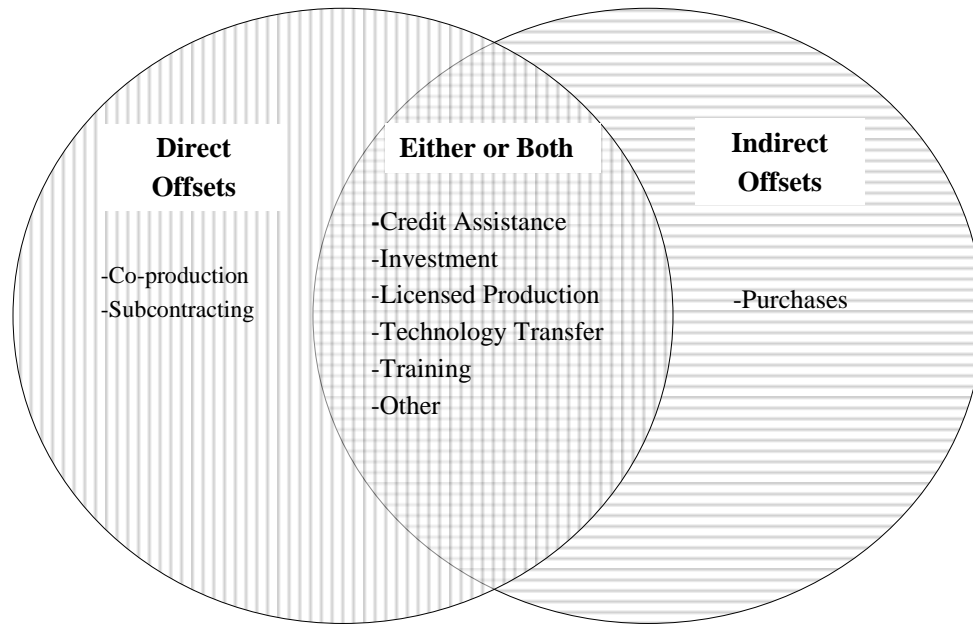 Direct
Offsets
-Co-production
-Subcontracting
Either or Both
-Credit Assistance
-Investment
-Licensed Production
-Technology Transfer
-Training
-Other
Indirect
Offsets
-Purchases